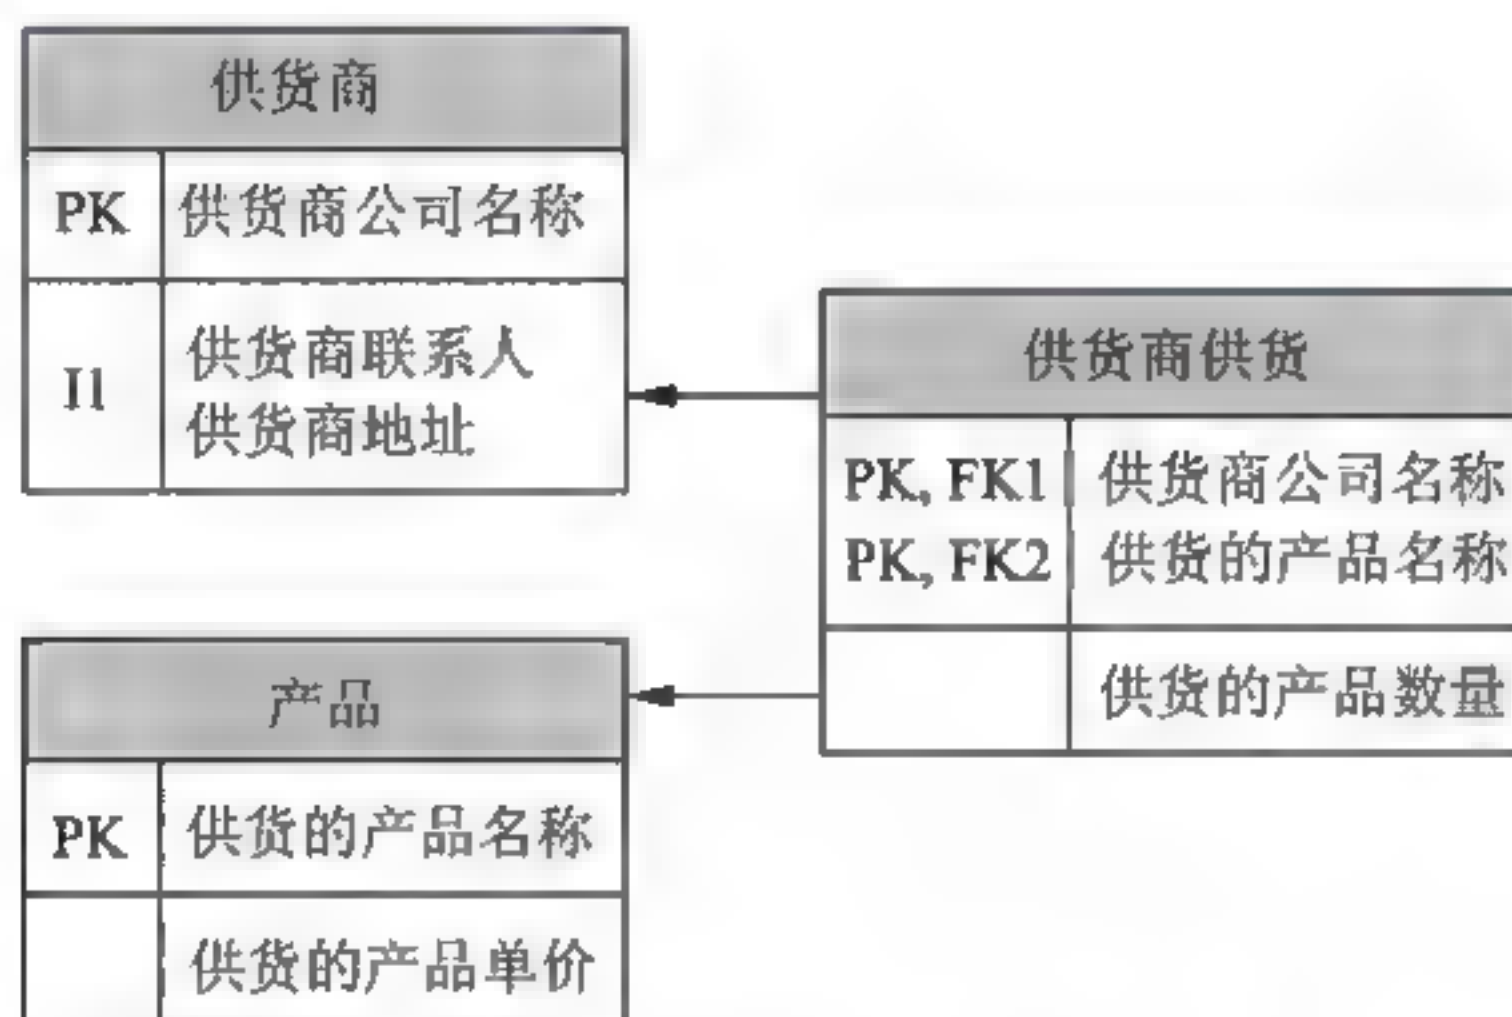 供货商
PK 供货商公司名称
I1 供货商联系人
供货商地址
供货商供货
PK, FK1 供货商公司名称
PK, FK2 供货的产品名称
供货的产品数量
产品
PK 供货的产品名称
供货的产品单价